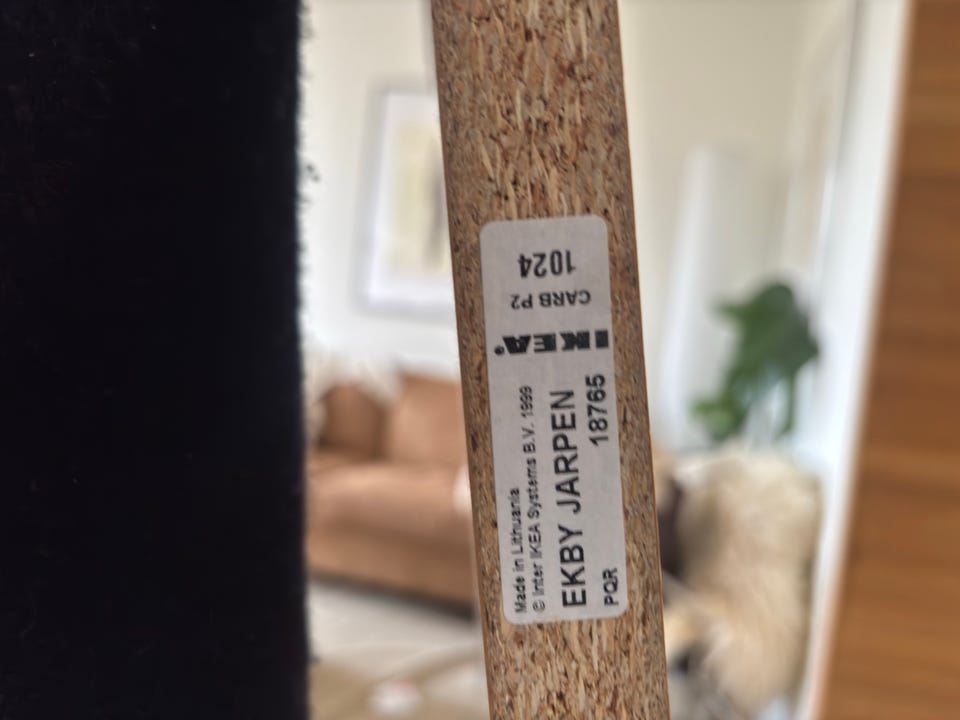 1024
CARB P2
IKEA®
Made in Lithuania
© Inter IKEA Systems B.V. 1999
EKBY JARPEN
18765
PQR